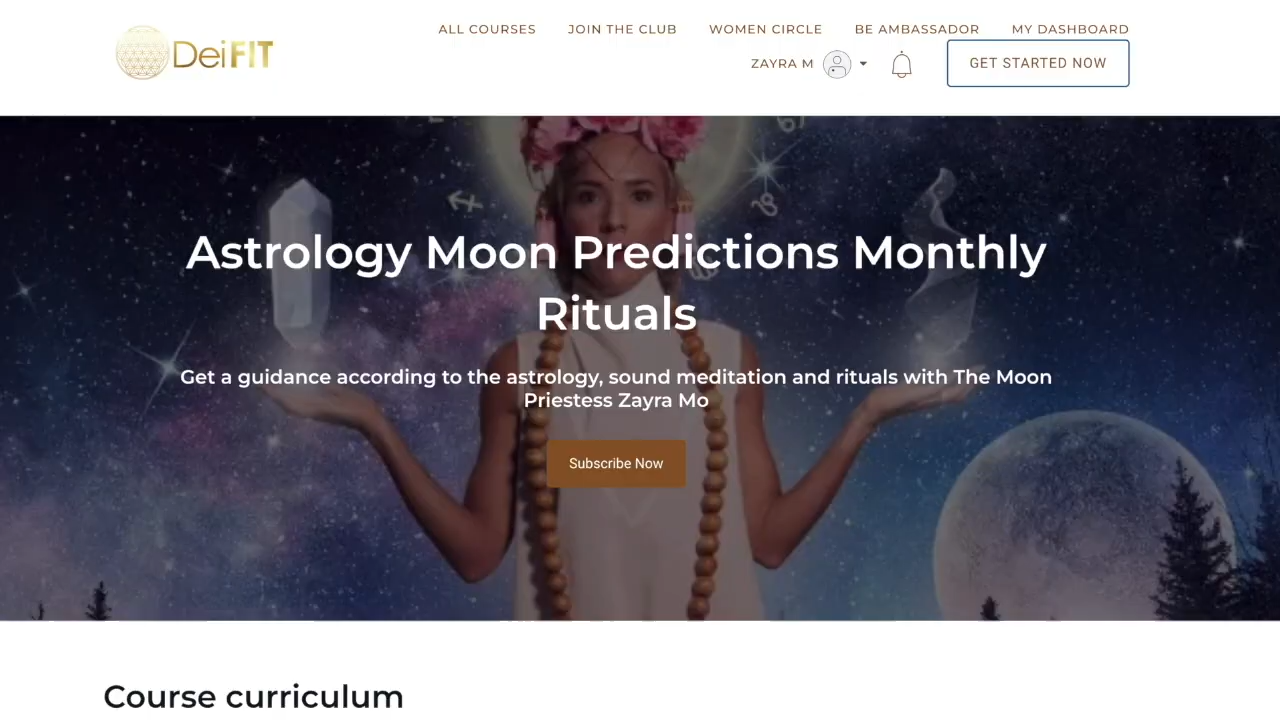 DeiFIT
ALL COURSES JOIN THE CLUB WOMEN CIRCLE BE AMBASSADOR MY DASHBOARD
ZAYRA M GET STARTED NOW
Astrology Moon Predictions Monthly
Rituals
Get a guidance according to the astrology, sound meditation and rituals with The Moon
Priestess Zayra Mo
Subscribe Now
Course curriculum